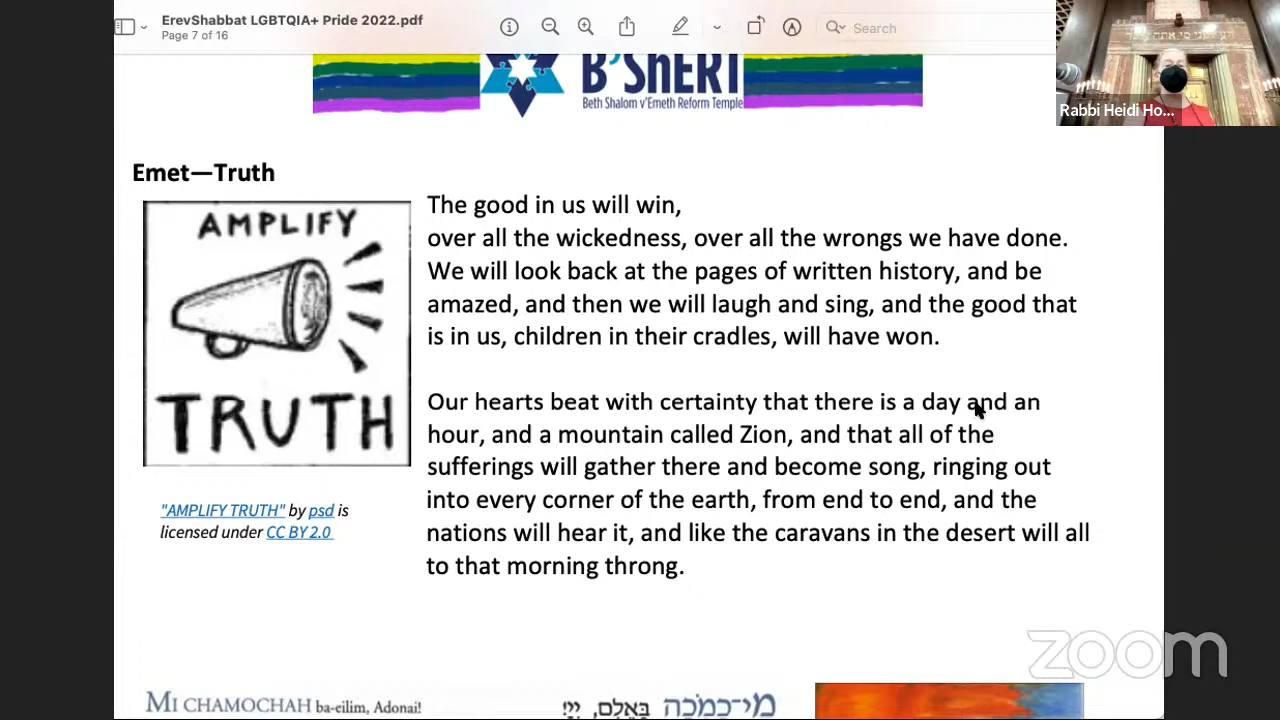 ErevShabbat LGBTQIA+ Pride 2022.pdf
Page 7 of 16
Search
Rabbi Heidi Ho...
B'ShERT
Beth Shalom v'Emeth Reform Temple
Emet—Truth
AMPLIFY
TRUTH
"AMPLIFY TRUTH" by psd is
licensed under CC BY 2.0
The good in us will win,
over all the wickedness, over all the wrongs we have done.
We will look back at the pages of written history, and be
amazed, and then we will laugh and sing, and the good that
is in us, children in their cradles, will have won.
Our hearts beat with certainty that there is a day and an
hour, and a mountain called Zion, and that all of the
sufferings will gather there and become song, ringing out
into every corner of the earth, from end to end, and the
nations will hear it, and like the caravans in the desert will all
to that morning throng.
MI CHAMOCHAH ba-eilim, Adonai!
מִי־כָמֹכָה בָּאֵלִם, יְיָ!
zoom